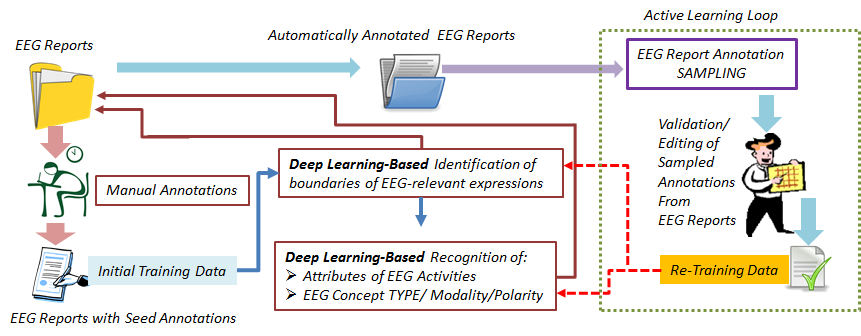 Active Learning Loop
EEG Reports
Automatically Annotated EEG Reports
EEG Report Annotation
SAMPLING
Validation/
Editing of
Sampled
Annotations
From
EEG Reports
Deep Learning-Based Identification of
boundaries of EEG-relevant expressions
Manual Annotations
Deep Learning-Based Recognition of:
➢ Attributes of EEG Activities
➢ EEG Concept TYPE/ Modality/Polarity
Initial Training Data
Re-Training Data
EEG Reports with Seed Annotations